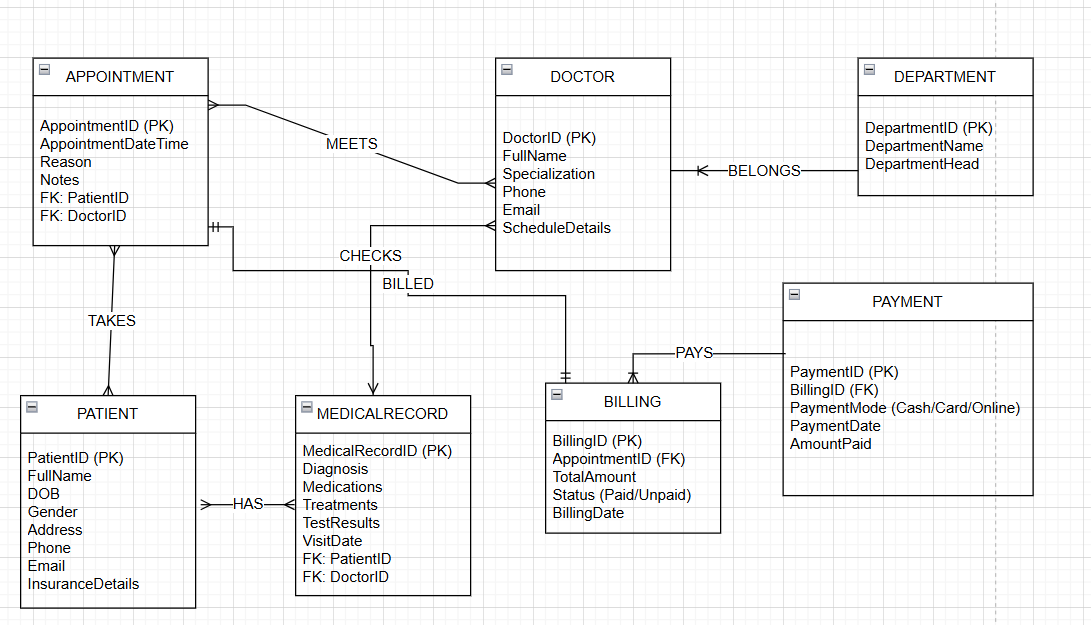 APPOINTMENT
AppointmentID (PK)
AppointmentDateTime
Reason
Notes
FK: PatientID
FK: DoctorID
MEETS
DOCTOR
DoctorID (PK)
FullName
Specialization
Phone
Email
ScheduleDetails
BELONGS
DEPARTMENT
DepartmentID (PK)
DepartmentName
DepartmentHead
CHECKS
BILLED
TAKES
PAYS
PAYMENT
PaymentID (PK)
BillingID (FK)
PaymentMode (Cash/Card/Online)
PaymentDate
AmountPaid
PATIENT
PatientID (PK)
FullName
DOB
Gender
Address
Phone
Email
InsuranceDetails
HAS
MEDICALRECORD
MedicalRecordID (PK)
Diagnosis
Medications
Treatments
TestResults
VisitDate
FK: PatientID
FK: DoctorID
BILLING
BillingID (PK)
AppointmentID (FK)
TotalAmount
Status (Paid/Unpaid)
BillingDate